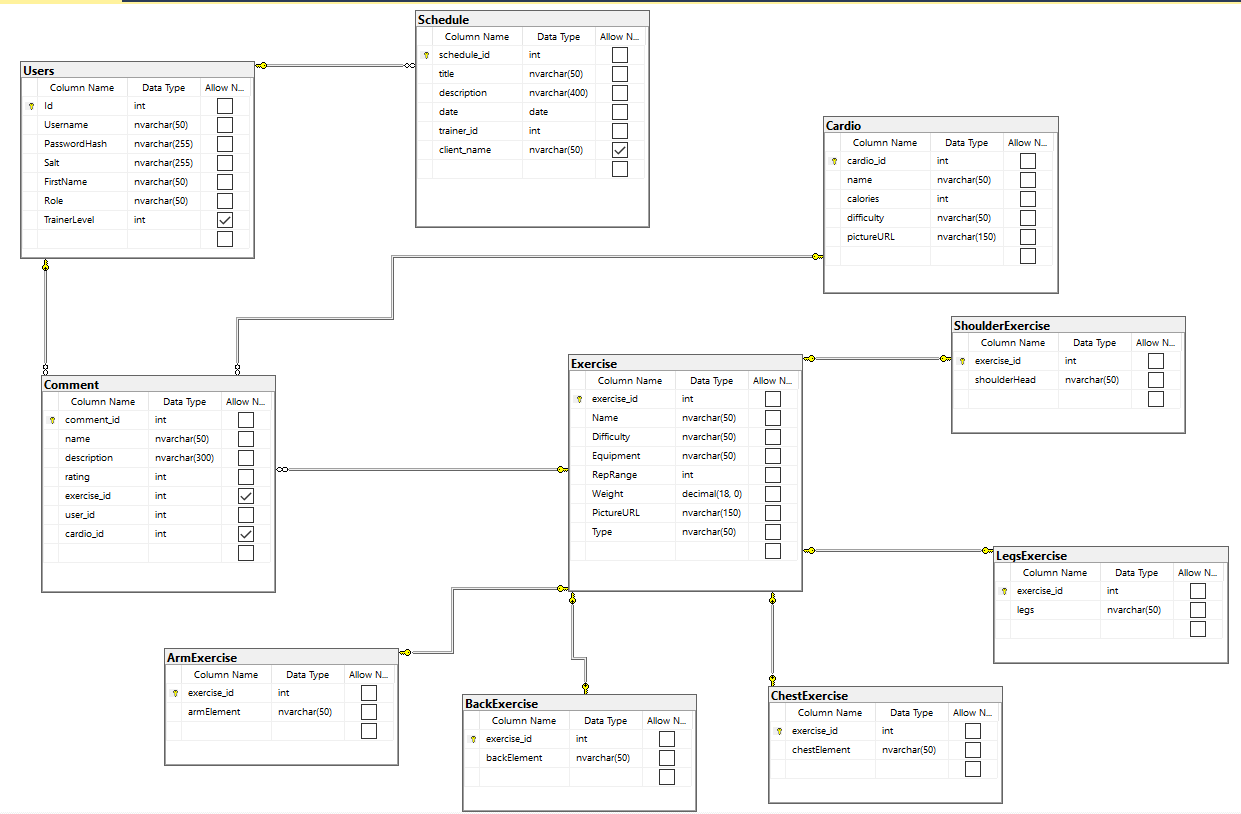 Schedule
Column Name Data Type Allow N...
schedule_id int
title nvarchar(50)
description nvarchar(400)
date date
trainer_id int
client_name nvarchar(50)
Users
Column Name Data Type Allow N...
Id int
Username nvarchar(50)
PasswordHash nvarchar(255)
Salt nvarchar(255)
FirstName nvarchar(50)
Role nvarchar(50)
TrainerLevel int
Cardio
Column Name Data Type Allow N...
cardio_id int
name nvarchar(50)
calories int
difficulty nvarchar(50)
pictureURL nvarchar(150)
ShoulderExercise
Column Name Data Type Allow N...
exercise_id int
shoulderHead nvarchar(50)
Exercise
Column Name Data Type Allow N...
exercise_id int
Name nvarchar(50)
Difficulty nvarchar(50)
Equipment nvarchar(50)
RepRange int
Weight decimal(18, 0)
PictureURL nvarchar(150)
Type nvarchar(50)
Comment
Column Name Data Type Allow N...
comment_id int
name nvarchar(50)
description nvarchar(300)
rating int
exercise_id int
user_id int
cardio_id int
LegsExercise
Column Name Data Type Allow N...
exercise_id int
legs nvarchar(50)
ArmExercise
Column Name Data Type Allow N...
exercise_id int
armElement nvarchar(50)
BackExercise
Column Name Data Type Allow N...
exercise_id int
backElement nvarchar(50)
ChestExercise
Column Name Data Type Allow N...
exercise_id int
chestElement nvarchar(50)